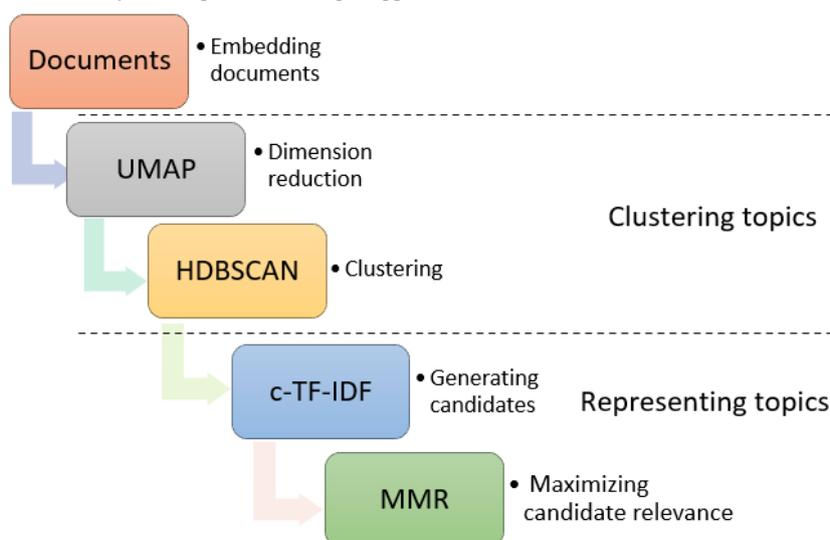 Documents
• Embedding
documents
UMAP
• Dimension
reduction
Clustering topics
HDBSCAN
• Clustering
c-TF-IDF
• Generating
candidates
Representing topics
MMR
• Maximizing
candidate relevance